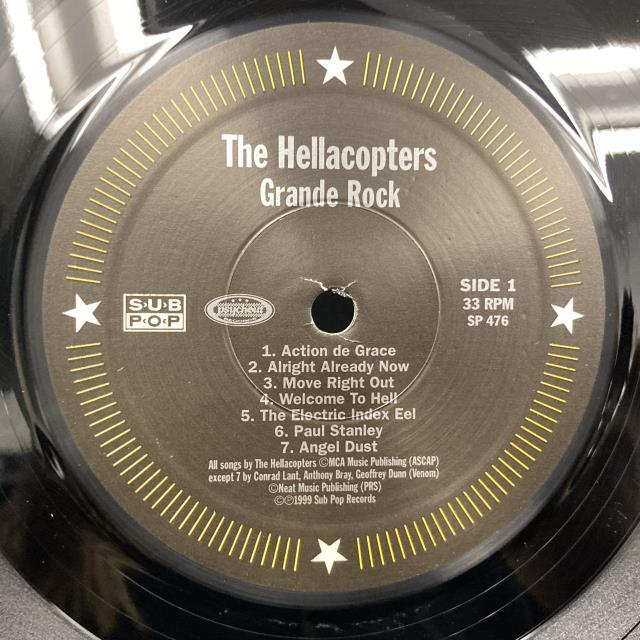 The Hellacopters
Grande Rock
SUB
POP
psychout
SIDE 1
33 RPM
SP 476
1. Action de Grace
2. Alright Already Now
3. Move Right Out
4. Welcome To Hell
5. The Electric Index Eel
6. Paul Stanley
7. Angel Dust
All songs by The Hellacopters ©MCA Music Publishing (ASCAP)
except 7 by Conrad Lant, Anthony Bray, Geoffrey Dunn (Venom)
©Neat Music Publishing (PRS)
©Ⓟ1999 Sub Pop Records